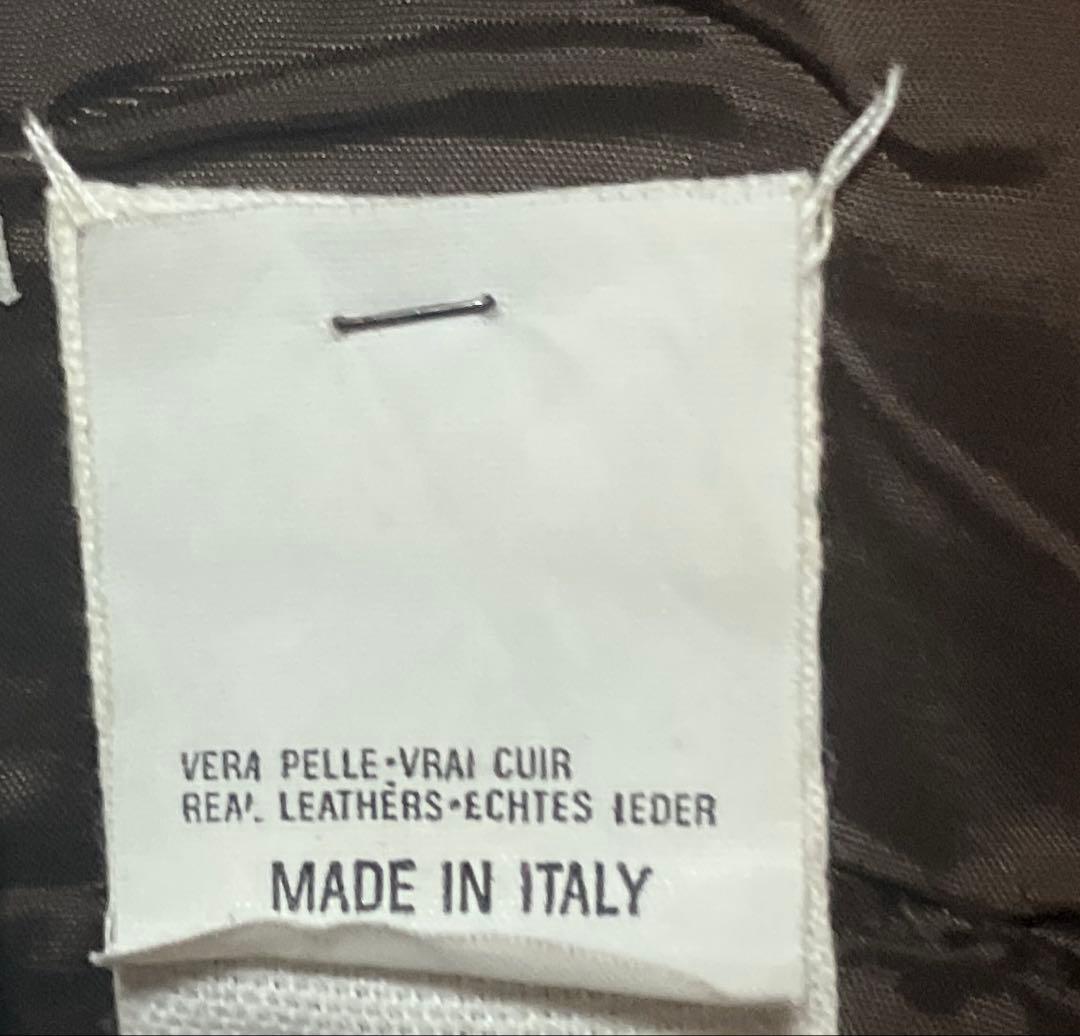 VERA PELLE•VRAI CUIR
REAL LEATHERS•ECHTES LEDER
MADE IN ITALY